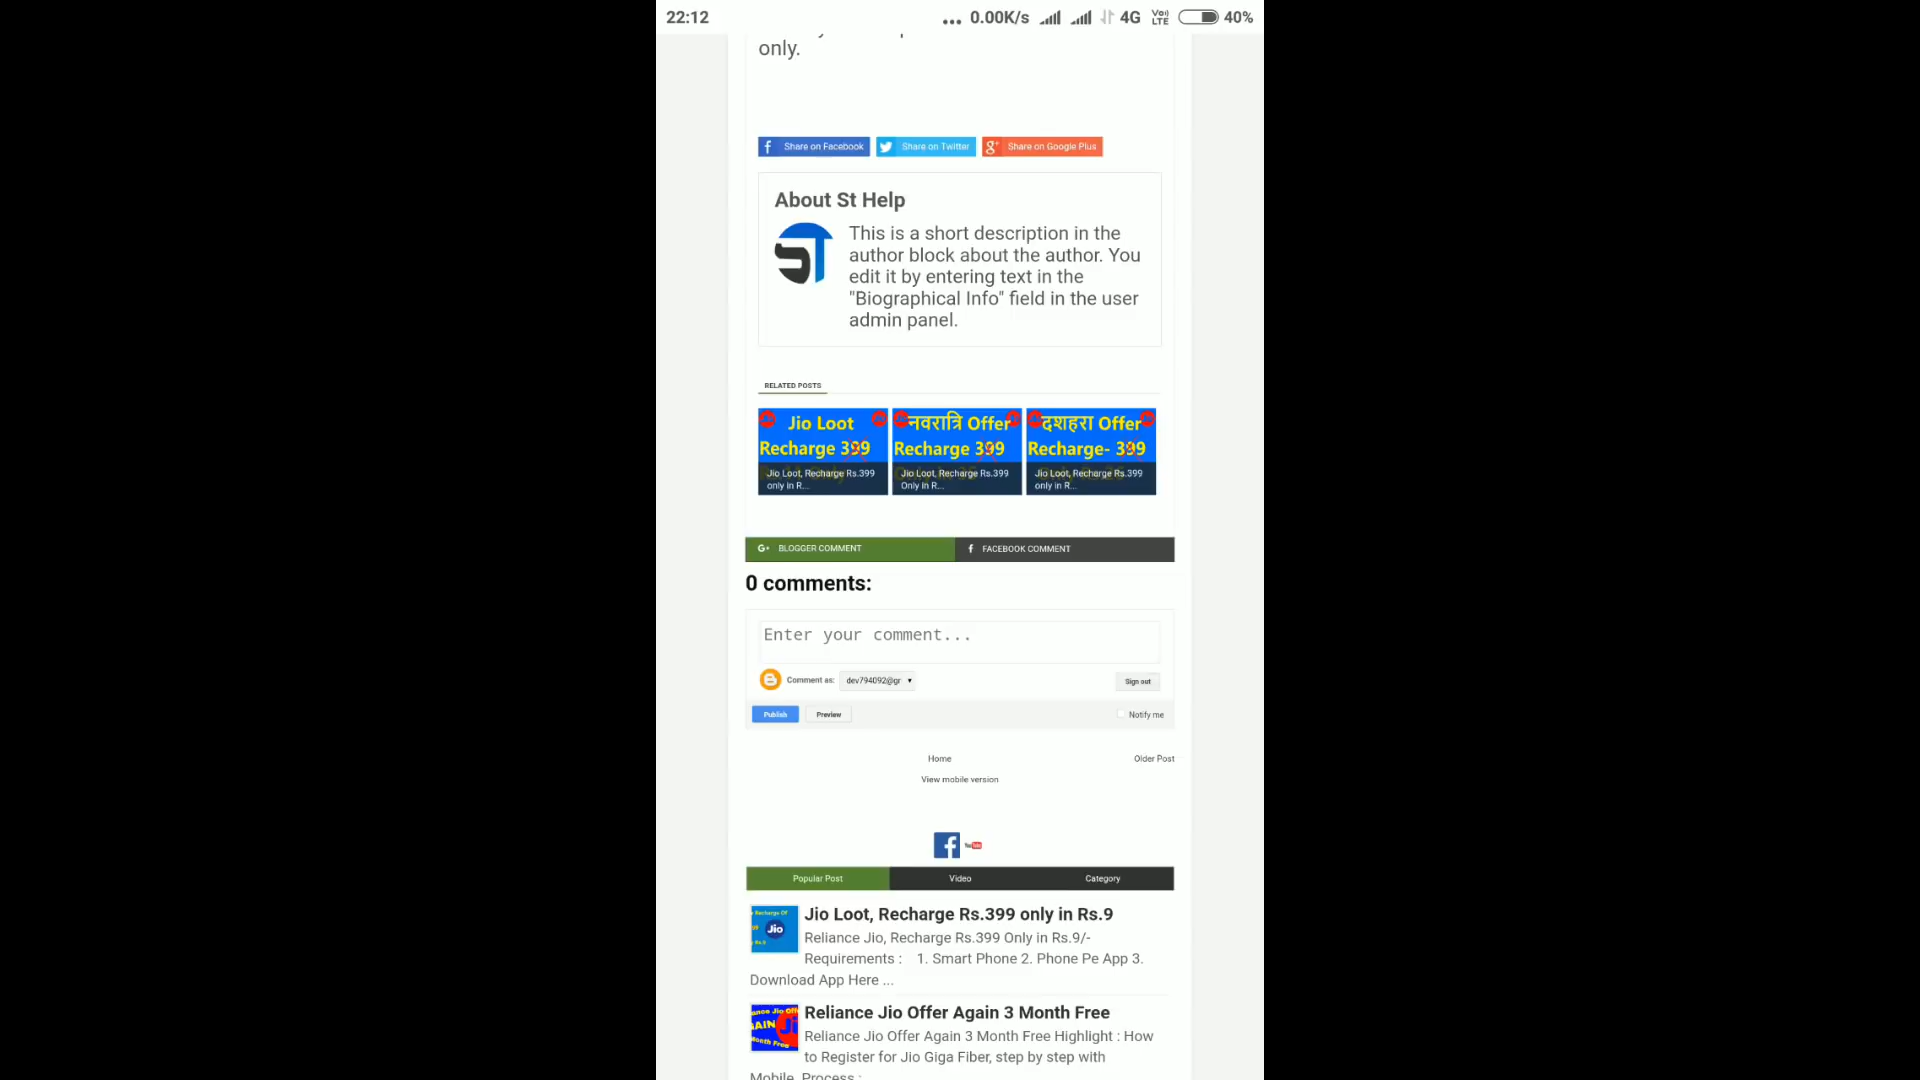 22:12
... 0.00K/s 4G VoLTE 40%
only.
Share on Facebook Share on Twitter Share on Google Plus
About St Help
This is a short description in the
author block about the author. You
edit it by entering text in the
"Biographical Info" field in the user
admin panel.
RELATED POSTS
Jio Loot
Recharge 399
Jio Loot, Recharge Rs.399
only in R...
नवरात्रि Offer
Recharge 399
Jio Loot, Recharge Rs.399
Only in R...
दशहरा Offer
Recharge- 399
Jio Loot, Recharge Rs.399
only in R...
G+ BLOGGER COMMENT FACEBOOK COMMENT
0 comments:
Enter your comment...
Comment as: dev794092@gr Sign out
Publish Preview Notify me
Home Older Post
View mobile version
Popular Post Video Category
Jio
Jio Loot, Recharge Rs.399 only in Rs.9
Reliance Jio, Recharge Rs.399 Only in Rs.9/-
Requirements : 1. Smart Phone 2. Phone Pe App 3.
Download App Here ...
Reliance Jio Offer Again 3 Month Free
Reliance Jio Offer Again 3 Month Free Highlight : How
to Register for Jio Giga Fiber, step by step with
Mobile Process :